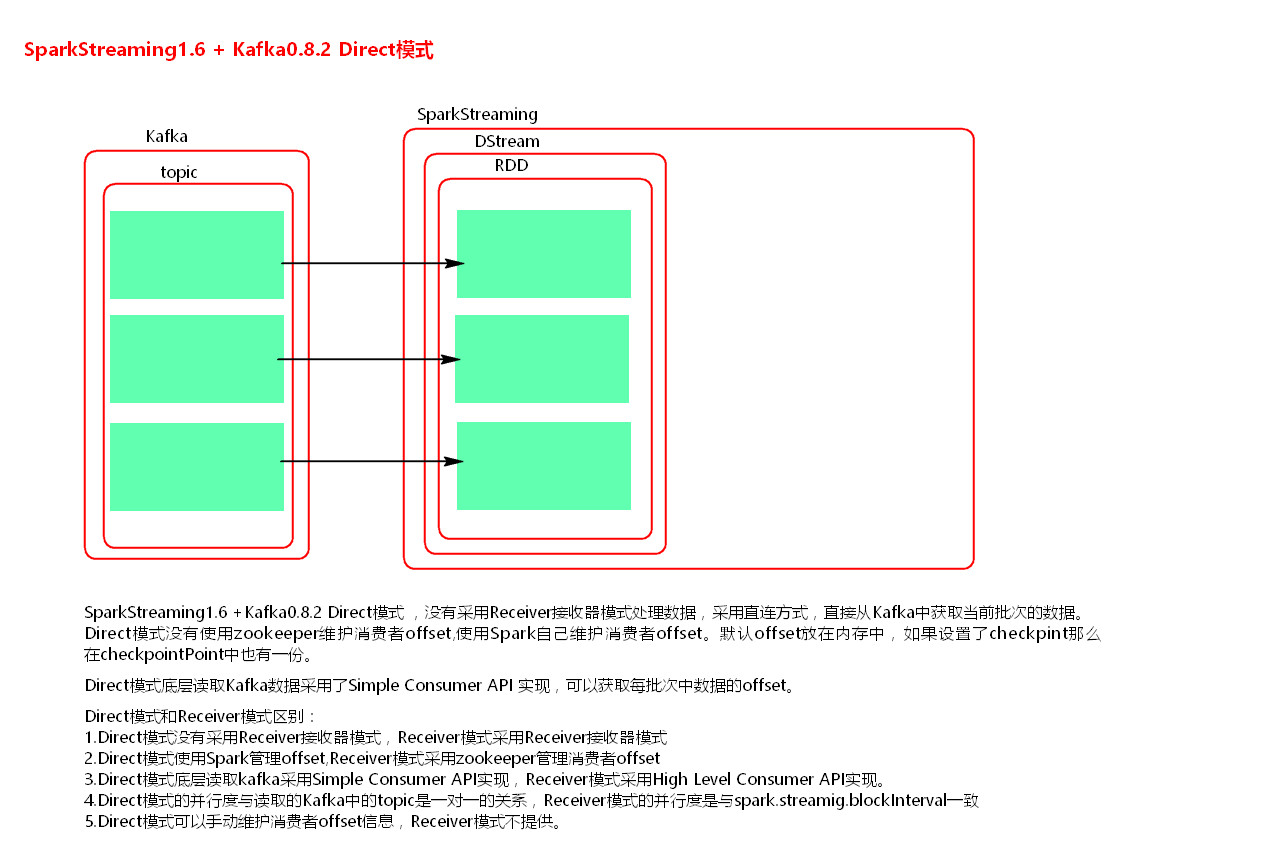 SparkStreaming1.6 + Kafka0.8.2 Direct模式
SparkStreaming
Kafka
DStream
RDD
topic
SparkStreaming1.6 +Kafka0.8.2 Direct模式 ，没有采用Receiver接收器模式处理数据，采用直连方式，直接从Kafka中获取当前批次的数据。
Direct模式没有使用zookeeper维护消费者offset,使用Spark自己维护消费者offset。默认offset放在内存中，如果设置了checkpint那么
在checkpointPoint中也有一份。
Direct模式底层读取Kafka数据采用了Simple Consumer API 实现，可以获取每批次中数据的offset。
Direct模式和Receiver模式区别：
1.Direct模式没有采用Receiver接收器模式，Receiver模式采用Receiver接收器模式
2.Direct模式使用Spark管理offset,Receiver模式采用zookeeper管理消费者offset
3.Direct模式底层读取kafka采用Simple Consumer API实现，Receiver模式采用High Level Consumer API实现。
4.Direct模式的并行度与读取的Kafka中的topic是一对一的关系，Receiver模式的并行度是与spark.streamig.blockInterval一致
5.Direct模式可以手动维护消费者offset信息，Receiver模式不提供。